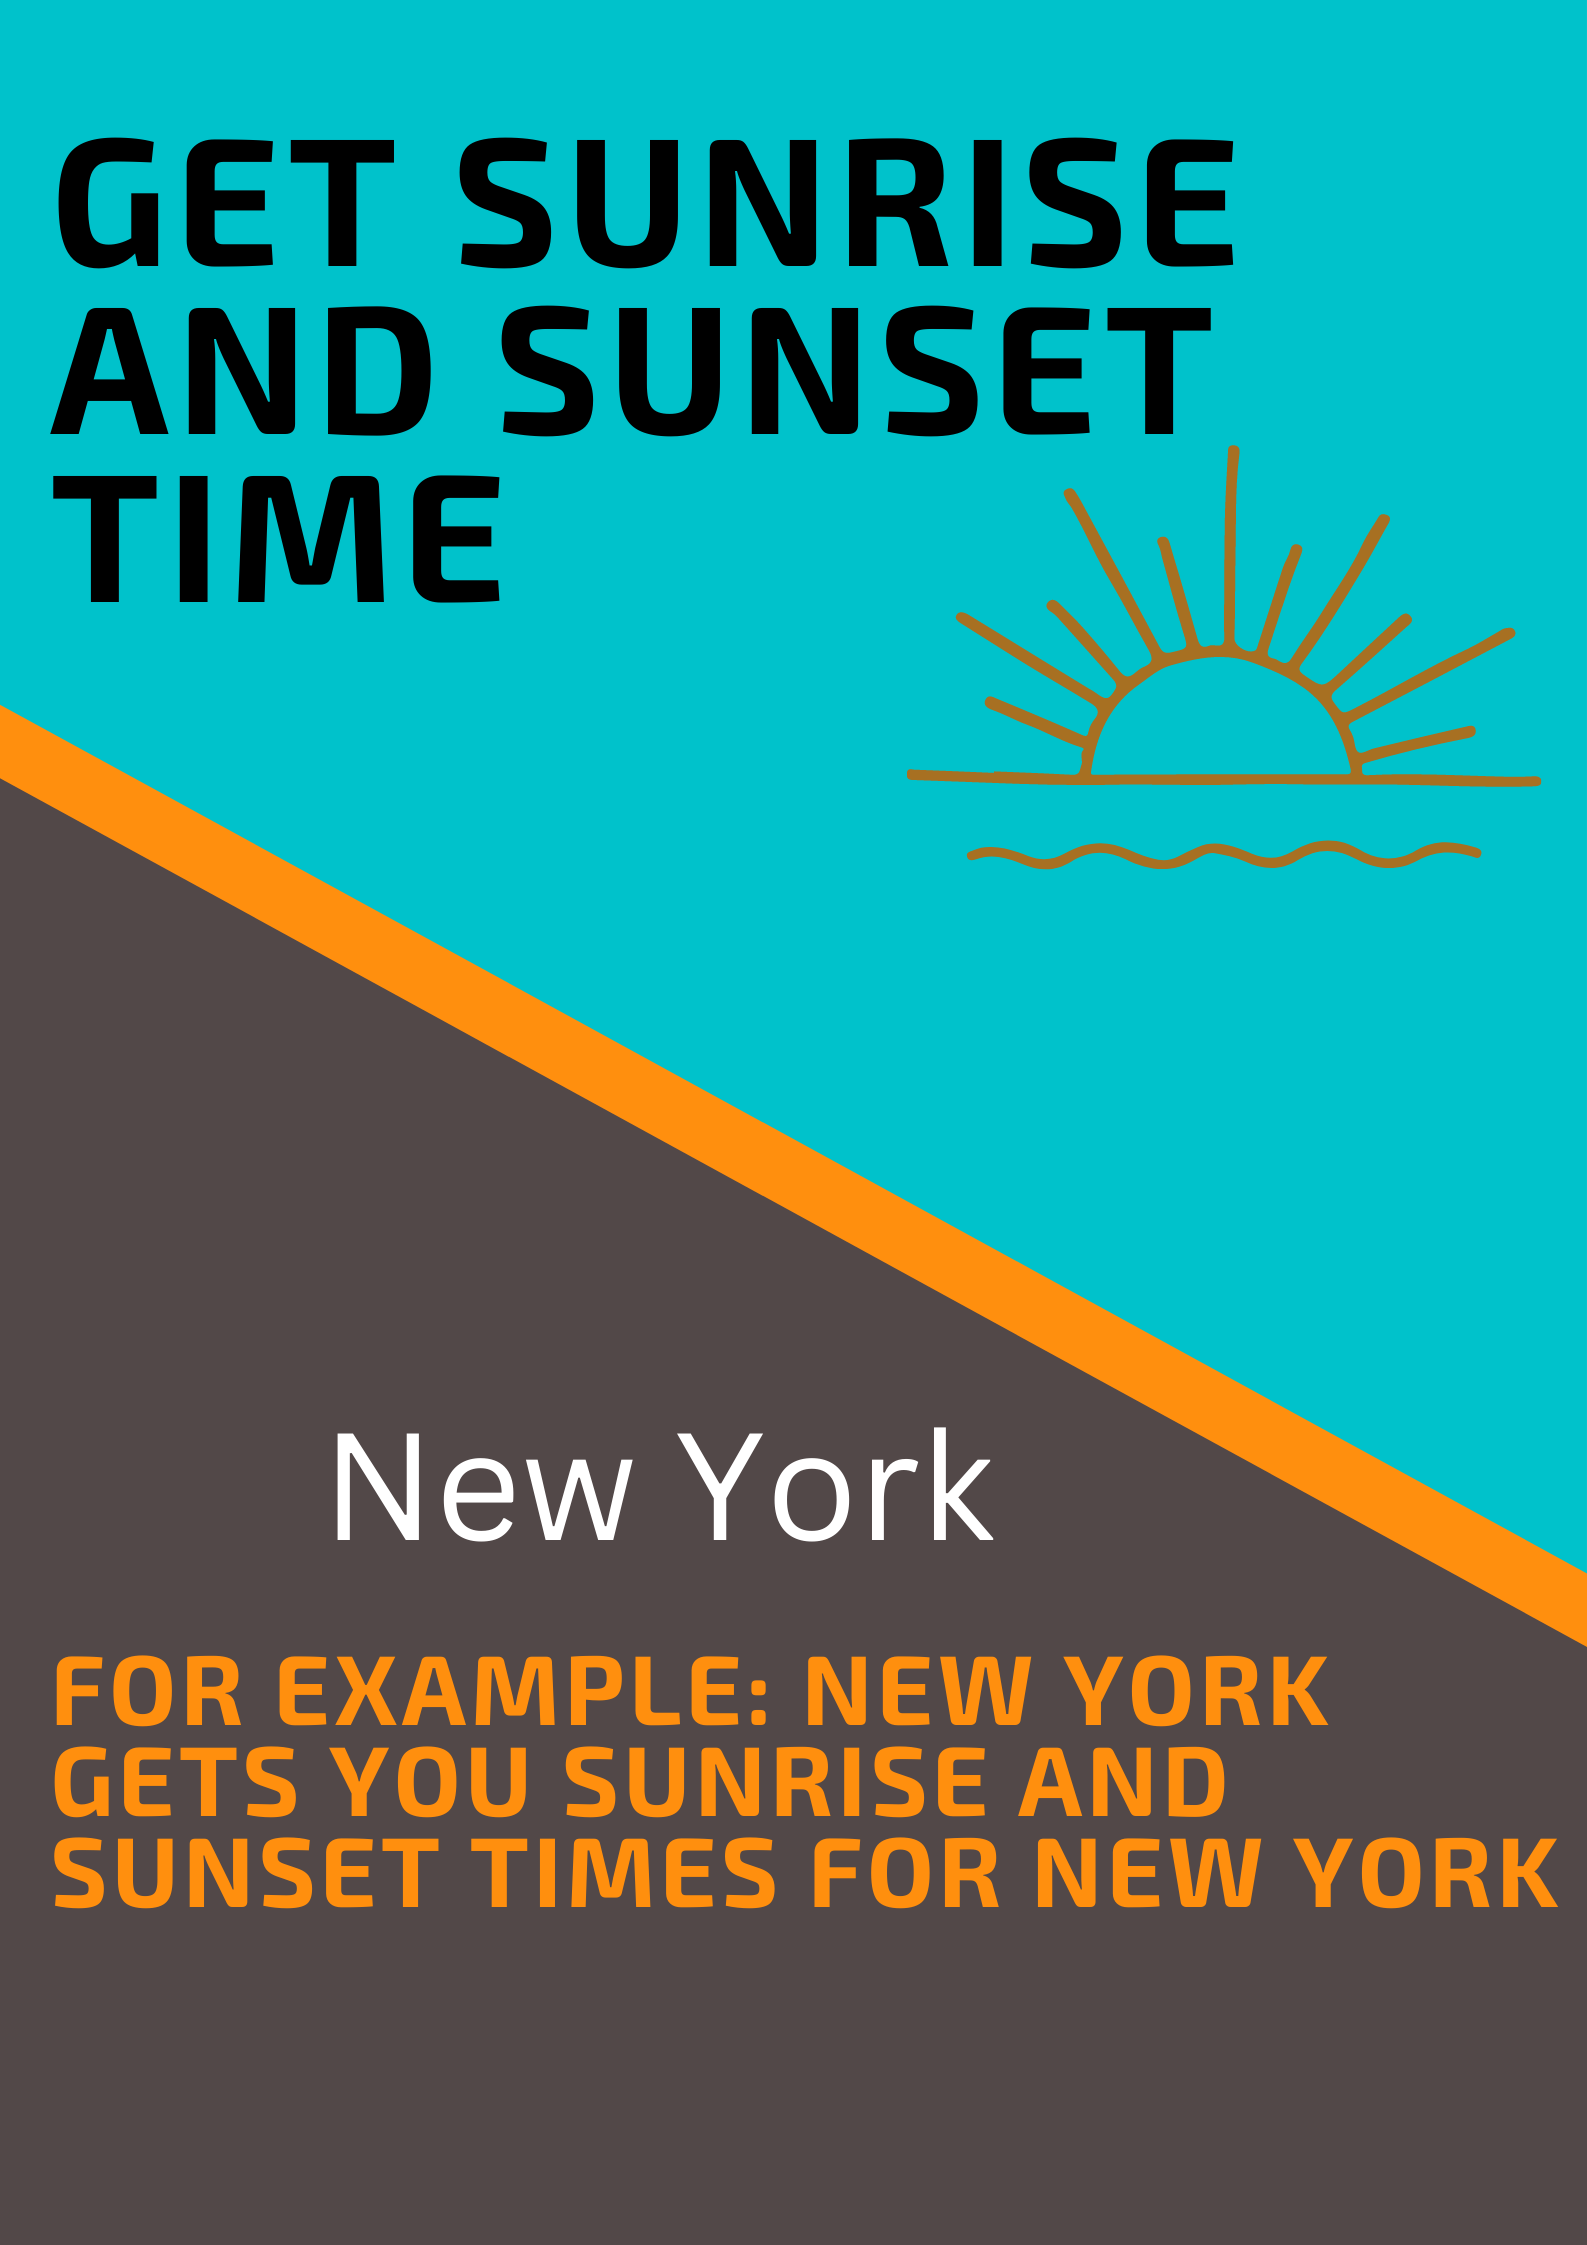 GET SUNRISE
AND SUNSET
TIME
New York
FOR EXAMPLE: NEW YORK
GETS YOU SUNRISE AND
SUNSET TIMES FOR NEW YORK